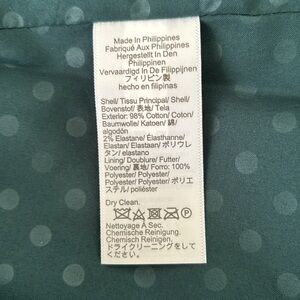 Made In Philippines
Fabriqué Aux Philippines
Hergestellt In Den
Philippinen
Vervaardigd In De Filippijnen
フィリピン製
hecho en filipinas
Shell/ Tissu Principal/ Shell/
Bovenstof/ 表地/ Tela
Exterior: 98% Cotton/ Coton/
Baumwolle/ Katoen/ 綿/
algodón
2% Elastane/ Élasthanne/
Elastan/ Elastaan/ ポリウレ
タン/ elastano
Lining/ Doublure/ Futter/
Voering/ 裏地/ Forro: 100%
Polyester/ Polyester/
Polyester/ Polyester/ ポリエ
ステル/ poliéster
Dry Clean.
P
Nettoyage À Sec.
Chemisch Reinigen.
ドライクリーニングをして
ください。